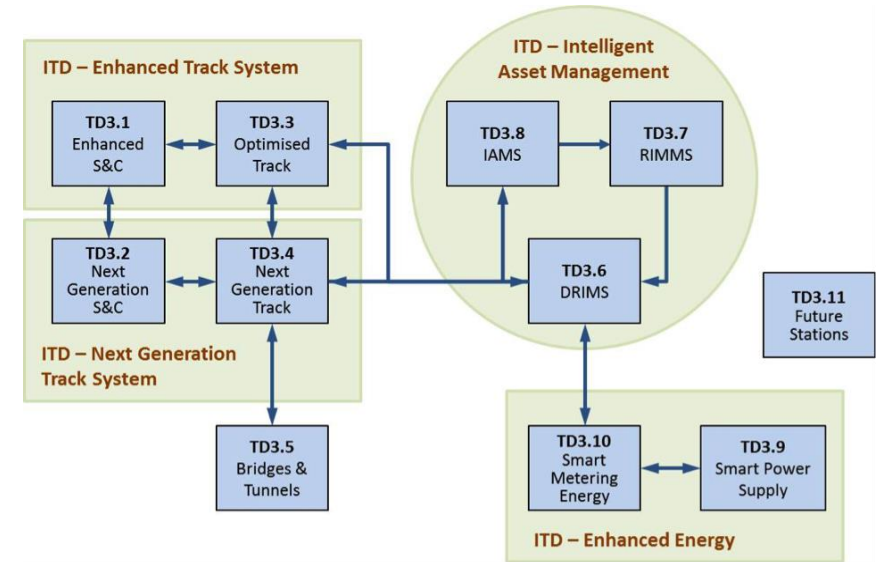 ITD – Enhanced Track System
TD3.1
Enhanced
S&C
TD3.3
Optimised
Track
TD3.2
Next
Generation
S&C
TD3.4
Next
Generation
Track
ITD – Next Generation
Track System
TD3.5
Bridges &
Tunnels
ITD – Intelligent
Asset Management
TD3.8
IAMS
TD3.7
RIMMS
TD3.6
DRIMS
TD3.11
Future
Stations
TD3.10
Smart
Metering
Energy
TD3.9
Smart Power
Supply
ITD – Enhanced Energy